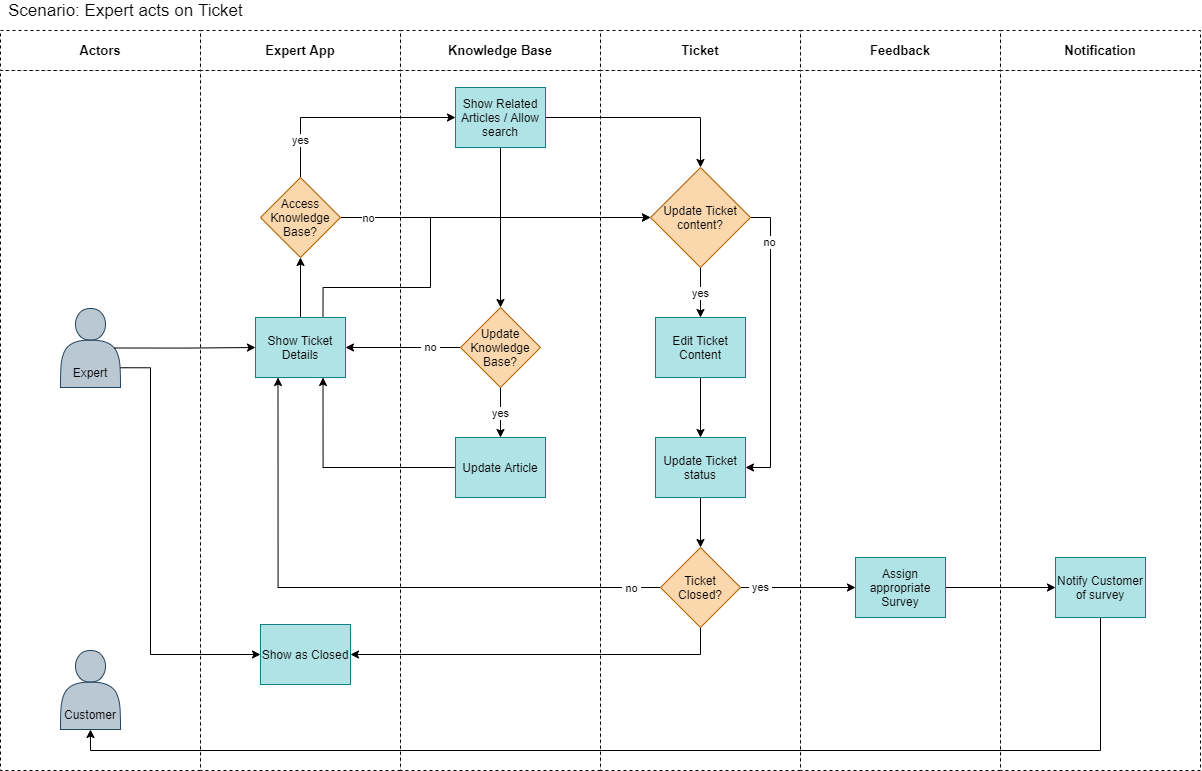 Scenario: Expert acts on Ticket
Actors
Expert App
Knowledge Base
Ticket
Feedback
Notification
Show Related
Articles / Allow
search
yes
Access
Knowledge
Base?
no
Update Ticket
content?
no
yes
Expert
Show Ticket
Details
no
Update
Knowledge
Base?
Edit Ticket
Content
yes
Update Article
Update Ticket
status
no
Ticket
Closed?
yes
Assign
appropriate
Survey
Notify Customer
of survey
Show as Closed
Customer